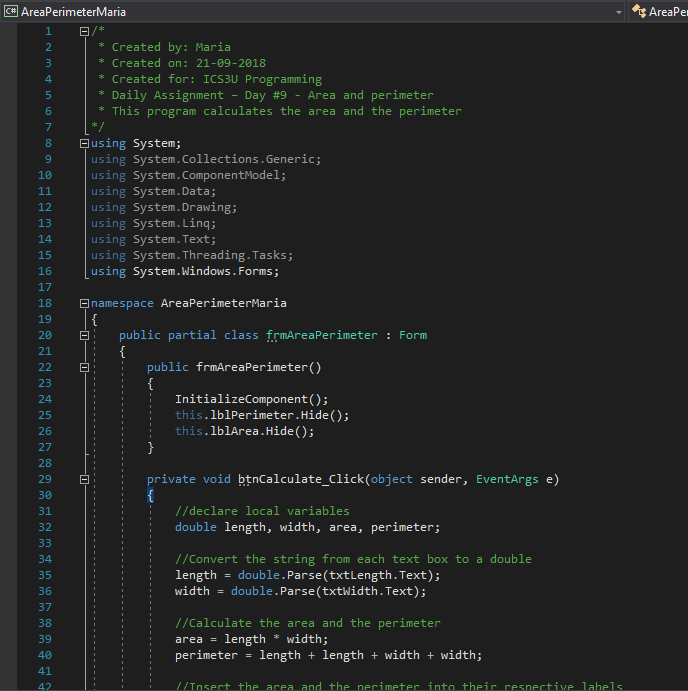 C# AreaPerimeterMaria
AreaPer
1 /*
2 * Created by: Maria
3 * Created on: 21-09-2018
4 * Created for: ICS3U Programming
5 * Daily Assignment – Day #9 - Area and perimeter
6 * This program calculates the area and the perimeter
7 */
8 using System;
9 using System.Collections.Generic;
10 using System.ComponentModel;
11 using System.Data;
12 using System.Drawing;
13 using System.Linq;
14 using System.Text;
15 using System.Threading.Tasks;
16 using System.Windows.Forms;
17
18 namespace AreaPerimeterMaria
19 {
20 public partial class frmAreaPerimeter : Form
21 {
22 public frmAreaPerimeter()
23 {
24 InitializeComponent();
25 this.lblPerimeter.Hide();
26 this.lblArea.Hide();
27 }
28
29 private void btnCalculate_Click(object sender, EventArgs e)
30 {
31 //declare local variables
32 double length, width, area, perimeter;
33
34 //Convert the string from each text box to a double
35 length = double.Parse(txtLength.Text);
36 width = double.Parse(txtWidth.Text);
37
38 //Calculate the area and the perimeter
39 area = length * width;
40 perimeter = length + length + width + width;
41
42 //Insert the area and the perimeter into their respective labels